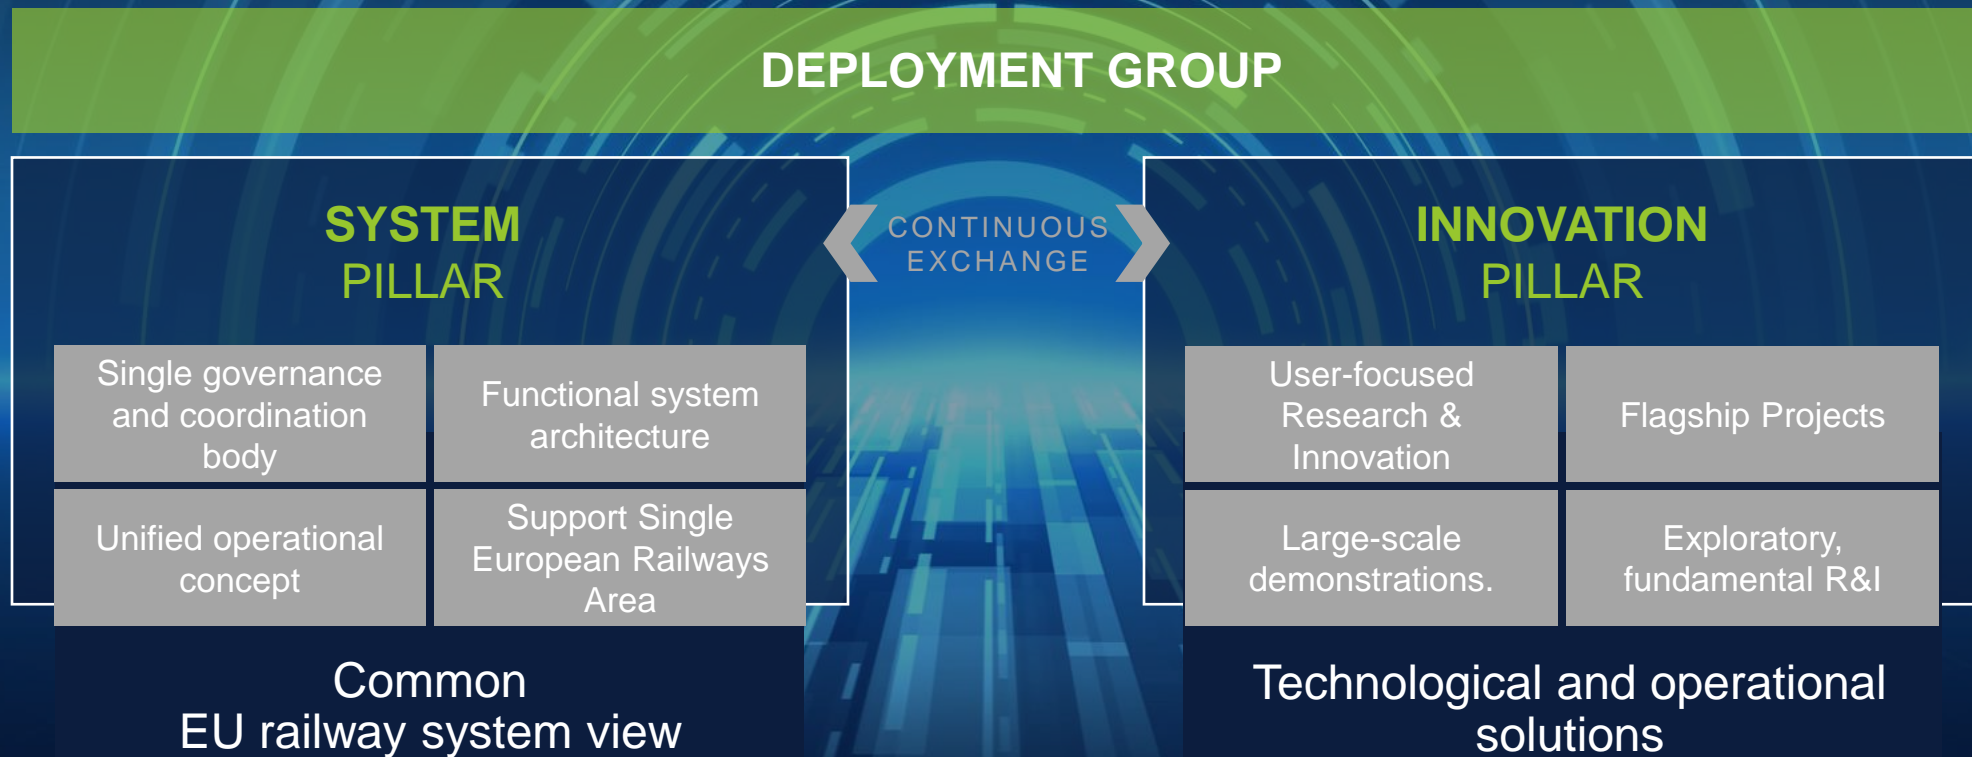 DEPLOYMENT GROUP
SYSTEM
PILLAR
Single governance
and coordination
body
Functional system
architecture
Unified operational
concept
Support Single
European Railways
Area
Common
EU railway system view
CONTINUOUS
EXCHANGE
INNOVATION
PILLAR
User-focused
Research &
Innovation
Flagship Projects
Large-scale
demonstrations.
Exploratory,
fundamental R&I
Technological and operational
solutions